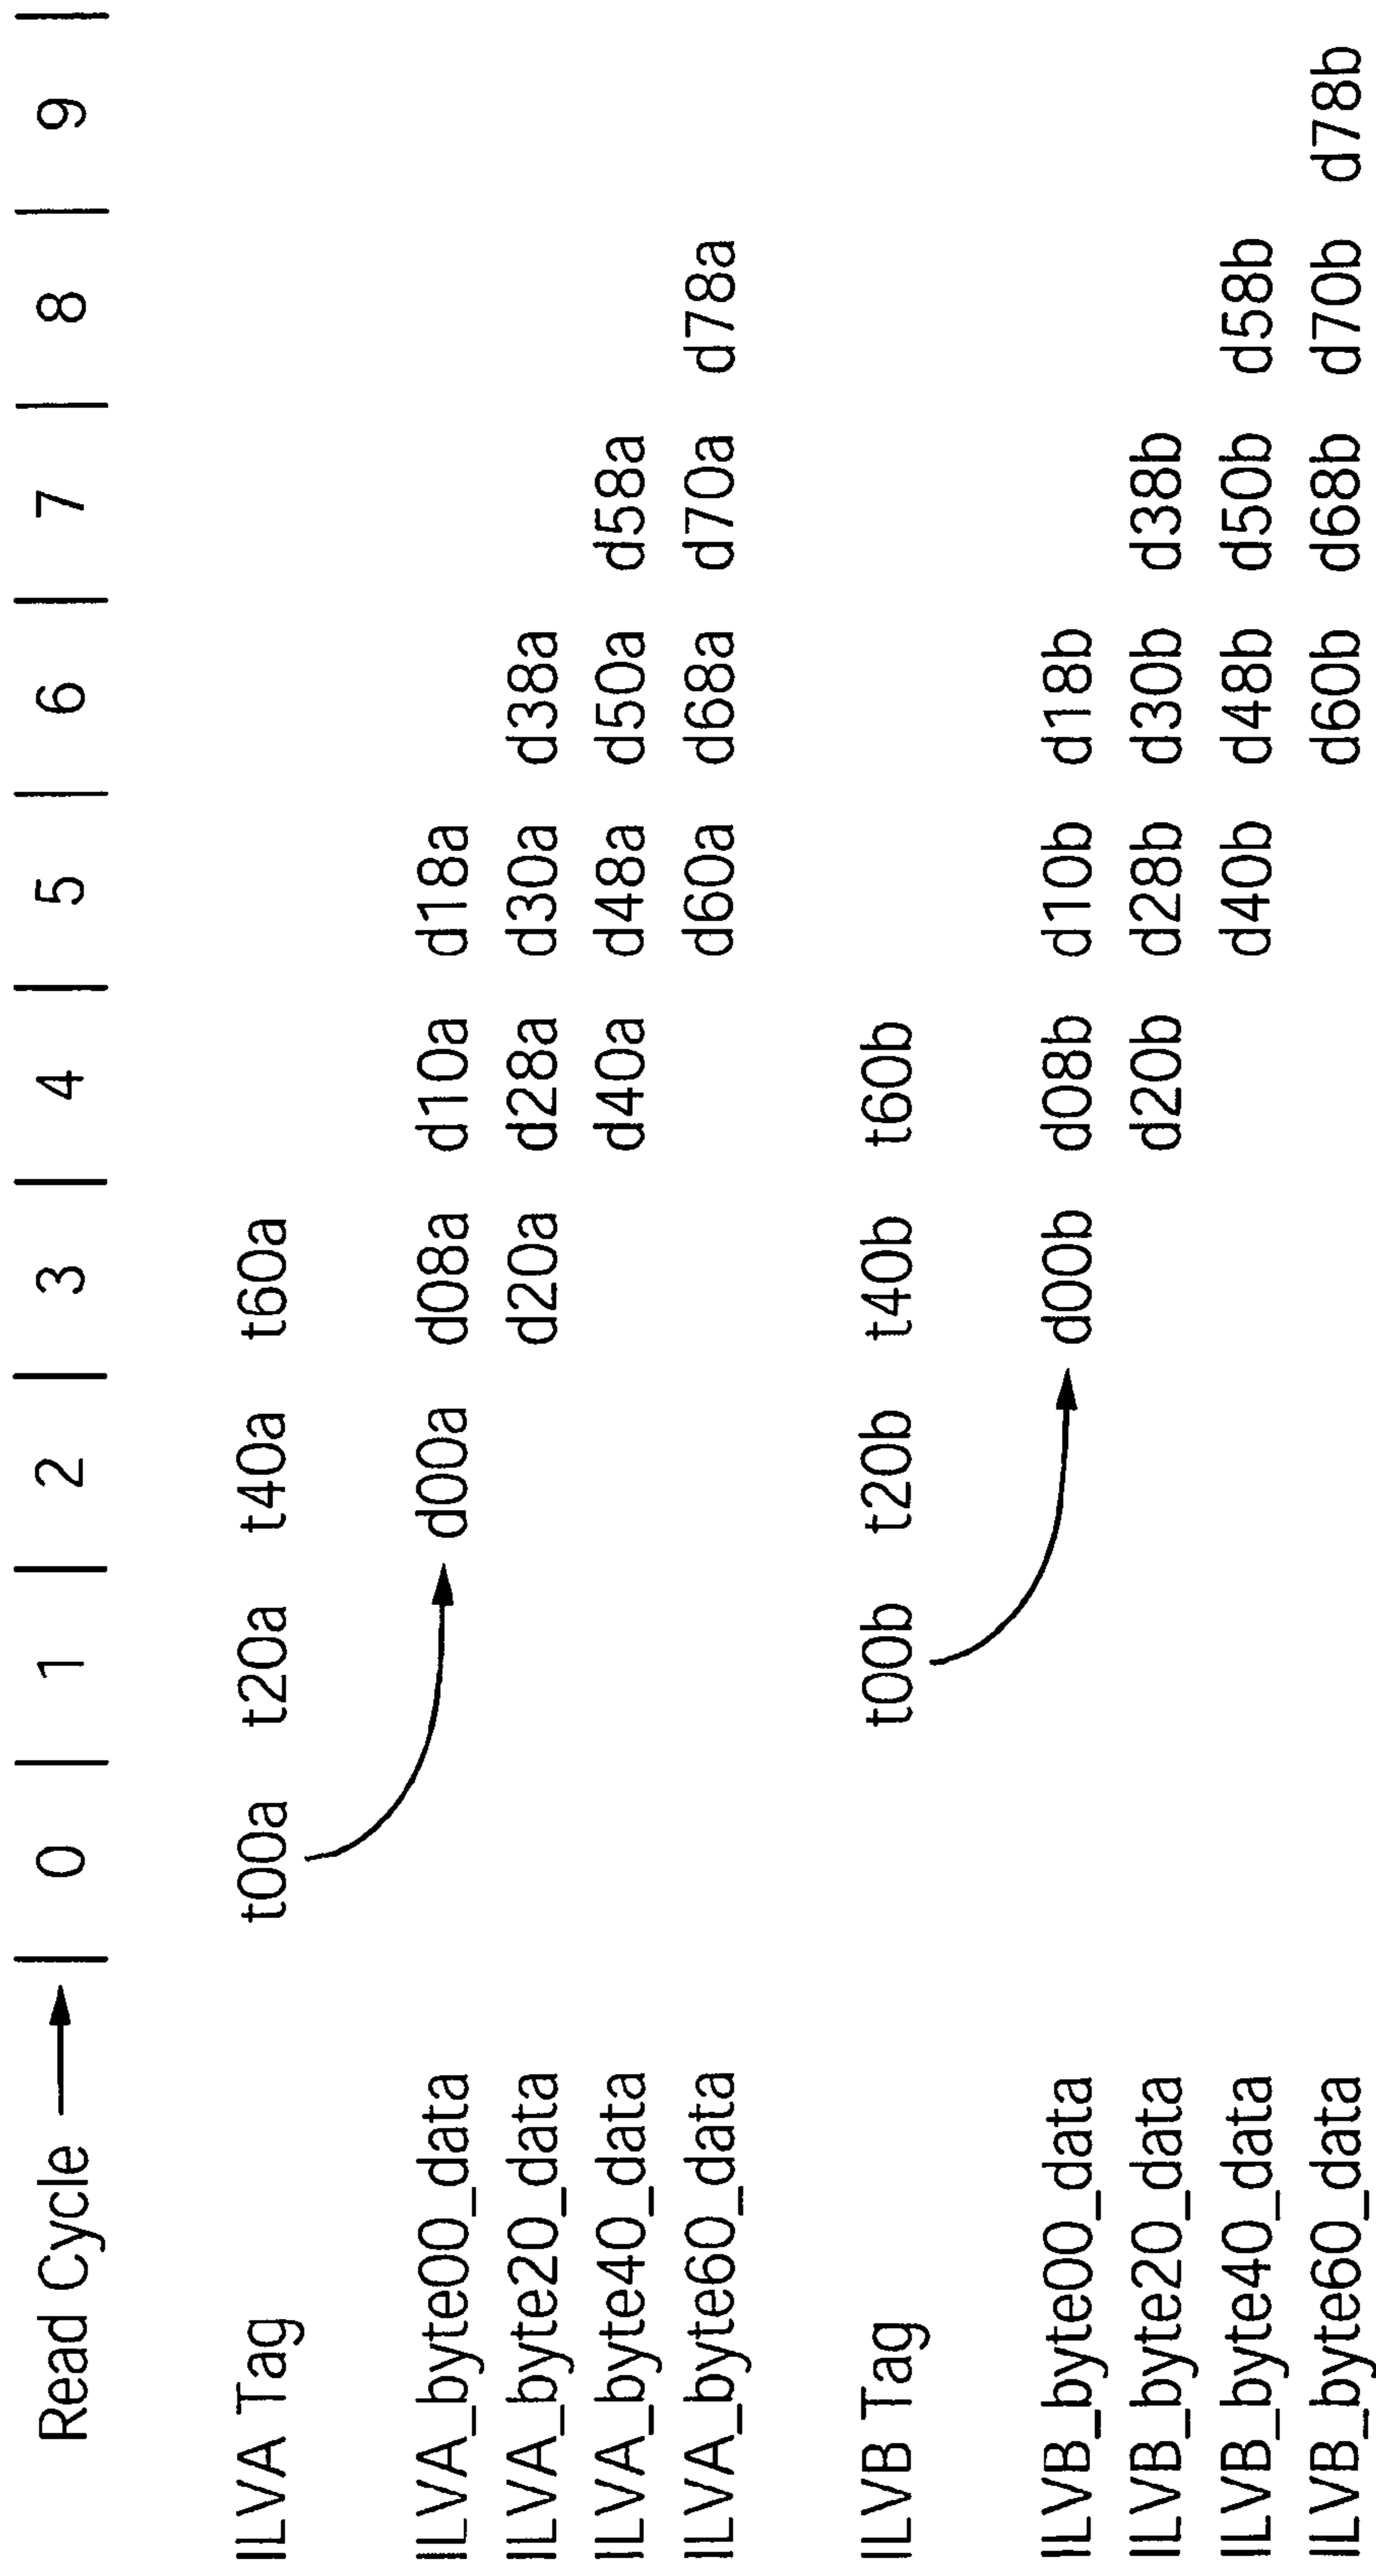 Read Cycle → | 0 | 1 | 2 | 3 | 4 | 5 | 6 | 7 | 8 | 9 |
ILVA Tag t00a t20a t40a t60a
ILVA_byte00_data d00a d08a d10a d18a
ILVA_byte20_data d20a d28a d30a d38a
ILVA_byte40_data d40a d48a d50a d58a
ILVA_byte60_data d60a d68a d70a d78a
ILVB Tag t00b t20b t40b t60b
ILVB_byte00_data d00b d08b d10b d18b
ILVB_byte20_data d20b d28b d30b d38b
ILVB_byte40_data d40b d48b d50b d58b
ILVB_byte60_data d60b d68b d70b d78b